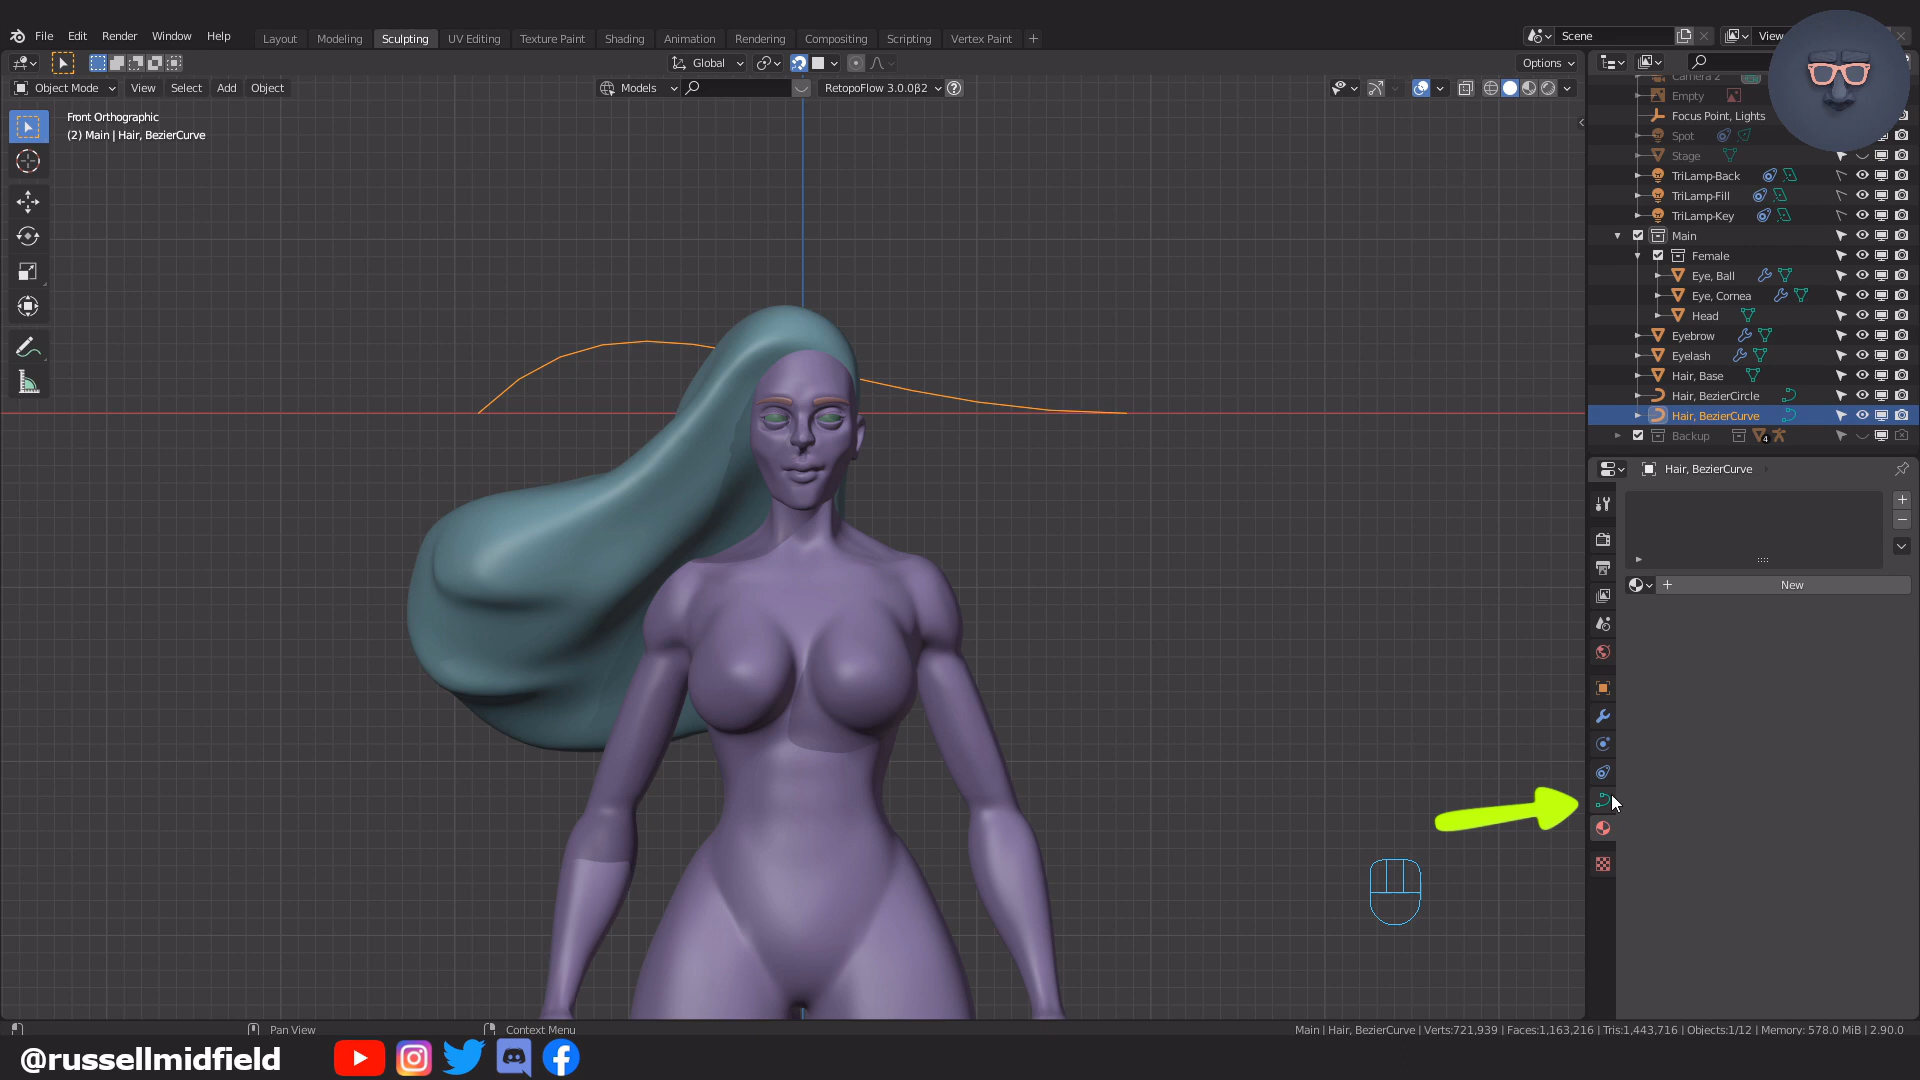 File Edit Render Window Help
Layout Modeling Sculpting UV Editing Texture Paint Shading Animation Rendering Compositing Scripting View Pant +
Scene
View
Global
Options
Object Mode View Select Add Object
Models
RetopoFlow 3.0.0β2
Front Orthographic
(2) Main | Hair, BezierCurve
Camera 2
Empty
Focus Point, Lights
Spot
Stage
TriLamp-Back
TriLamp-Fill
TriLamp-Key
Main
Female
Eye, Ball
Eye, Cornea
Head
Eyebrow
Eyelash
Hair, Base
Hair, BezierCircle
Hair, BezierCurve
Backup
4
Hair, BezierCurve
New
Pan View
Context Menu
Main | Hair, BezierCurve | Verts:721,939 | Faces:1,163,216 | Tris:1,443,716 | Objects:1/12 | Memory: 578.0 MiB | 2.90.0
@russellmidfield